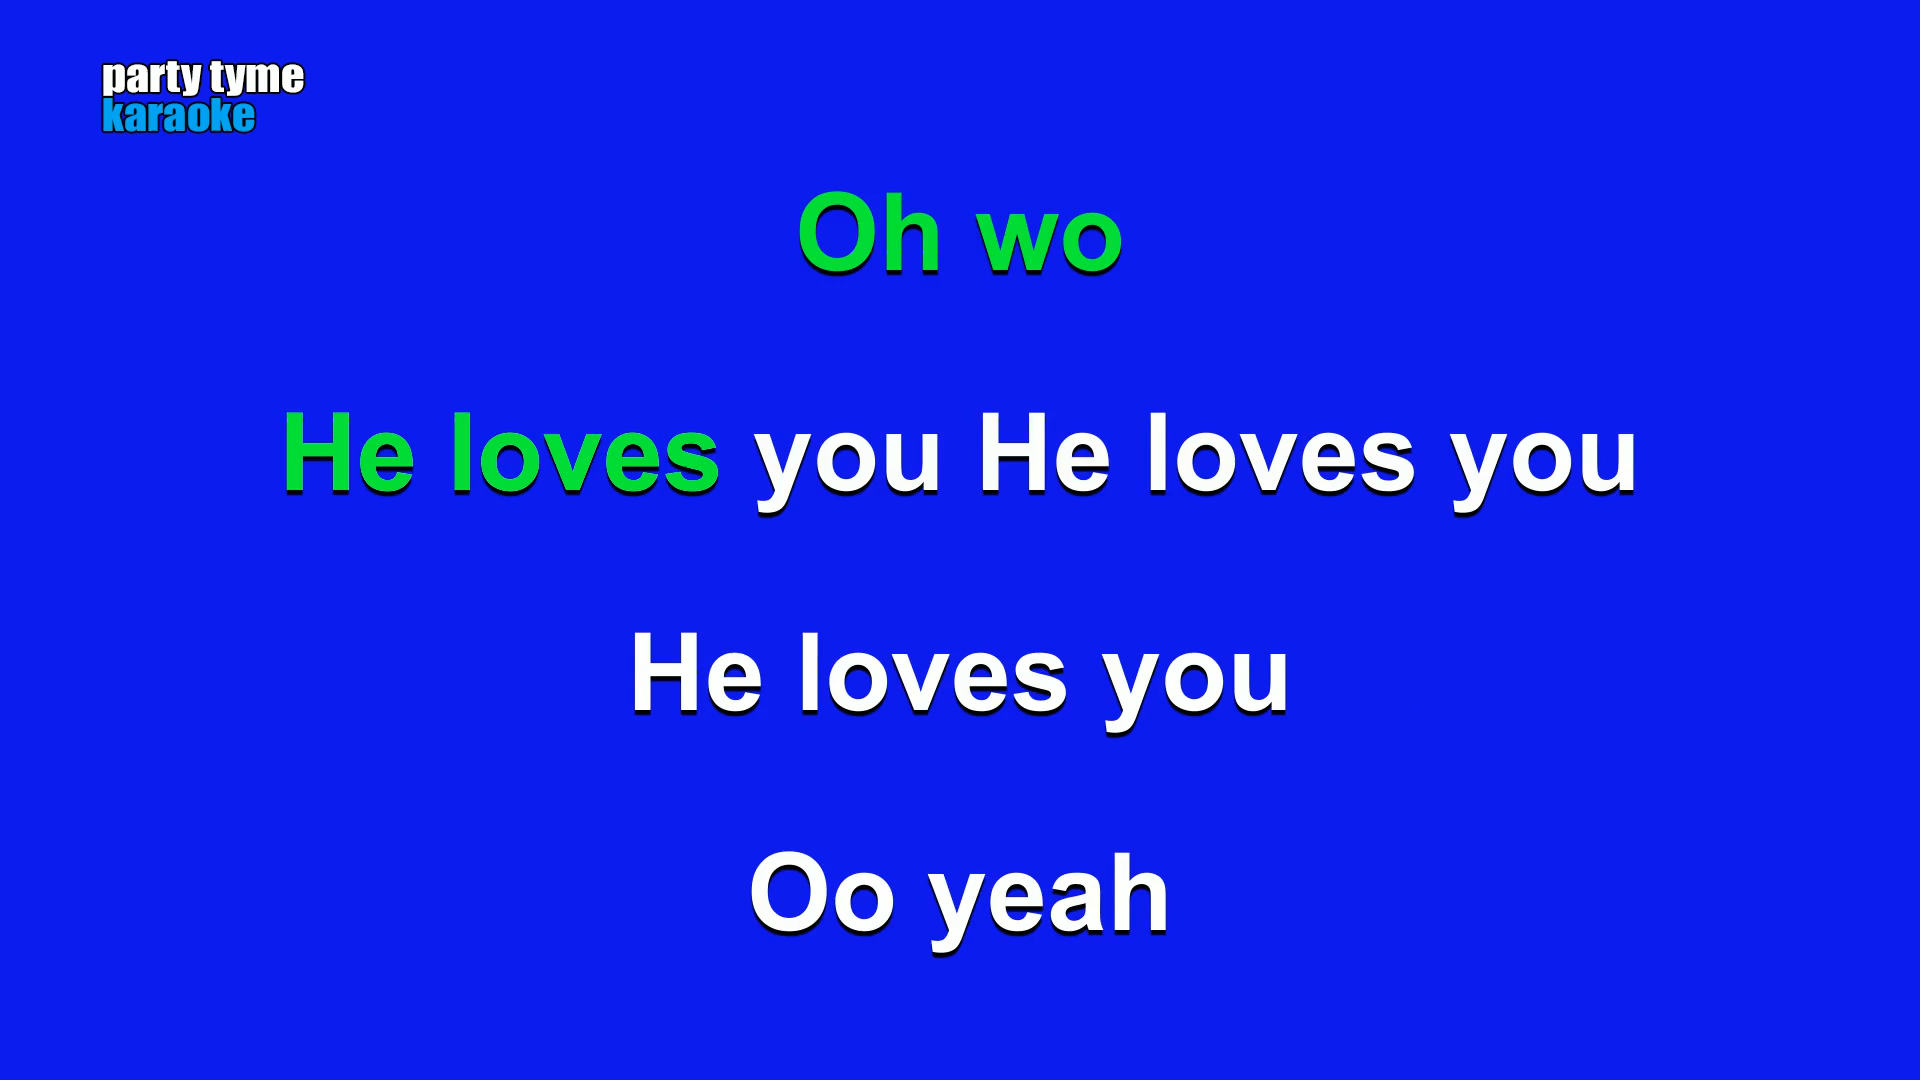 party tyme
karaoke
Oh wo
He loves you He loves you
He loves you
Oo yeah